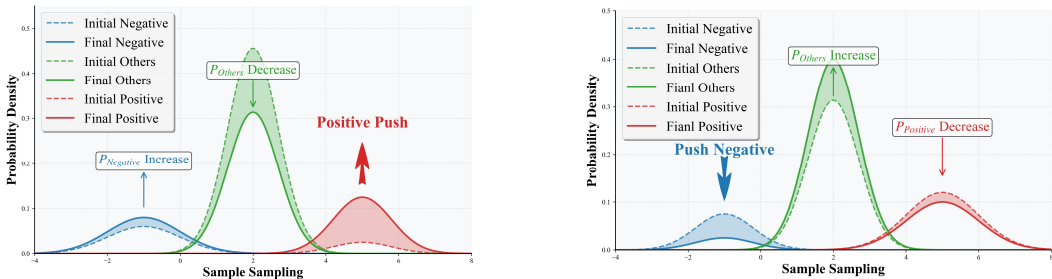 Initial Negative
Final Negative
Initial Others
Final Others
Initial Positive
Final Positive
P_Others Decrease
Positive Push
P_Negative Increase
Probability Density
0.5
0.4
0.3
0.2
0.1
0.0
−4
−2
0
2
4
6
8
Sample Sampling
Initial Negative
Final Negative
Initial Others
Fianl Others
Initial Positive
Fianl Positive
P_Others Increase
P_Positive Decrease
Push Negative
Probability Density
0.5
0.4
0.3
0.2
0.1
0.0
−4
−2
0
2
4
6
8
Sample Sampling